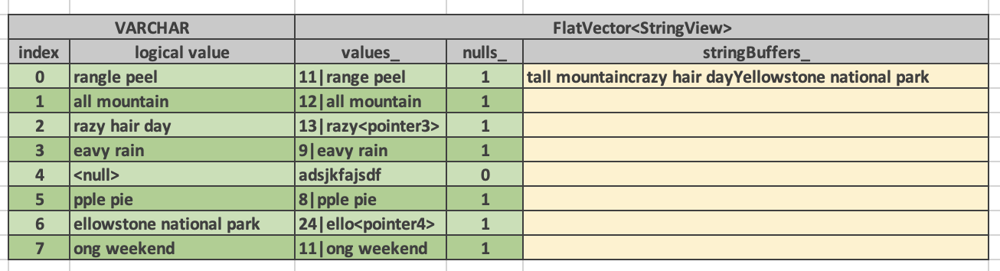 VARCHAR FlatVector<StringView>
index logical value values_ nulls_ stringBuffers_
0 rangle peel 11|range peel 1 tall mountaincrazy hair dayYellowstone national park
1 all mountain 12|all mountain 1
2 razy hair day 13|razy<pointer3> 1
3 eavy rain 9|eavy rain 1
4 <null> adsjkfajsdf 0
5 pple pie 8|pple pie 1
6 ellowstone national park 24|ello<pointer4> 1
7 ong weekend 11|ong weekend 1